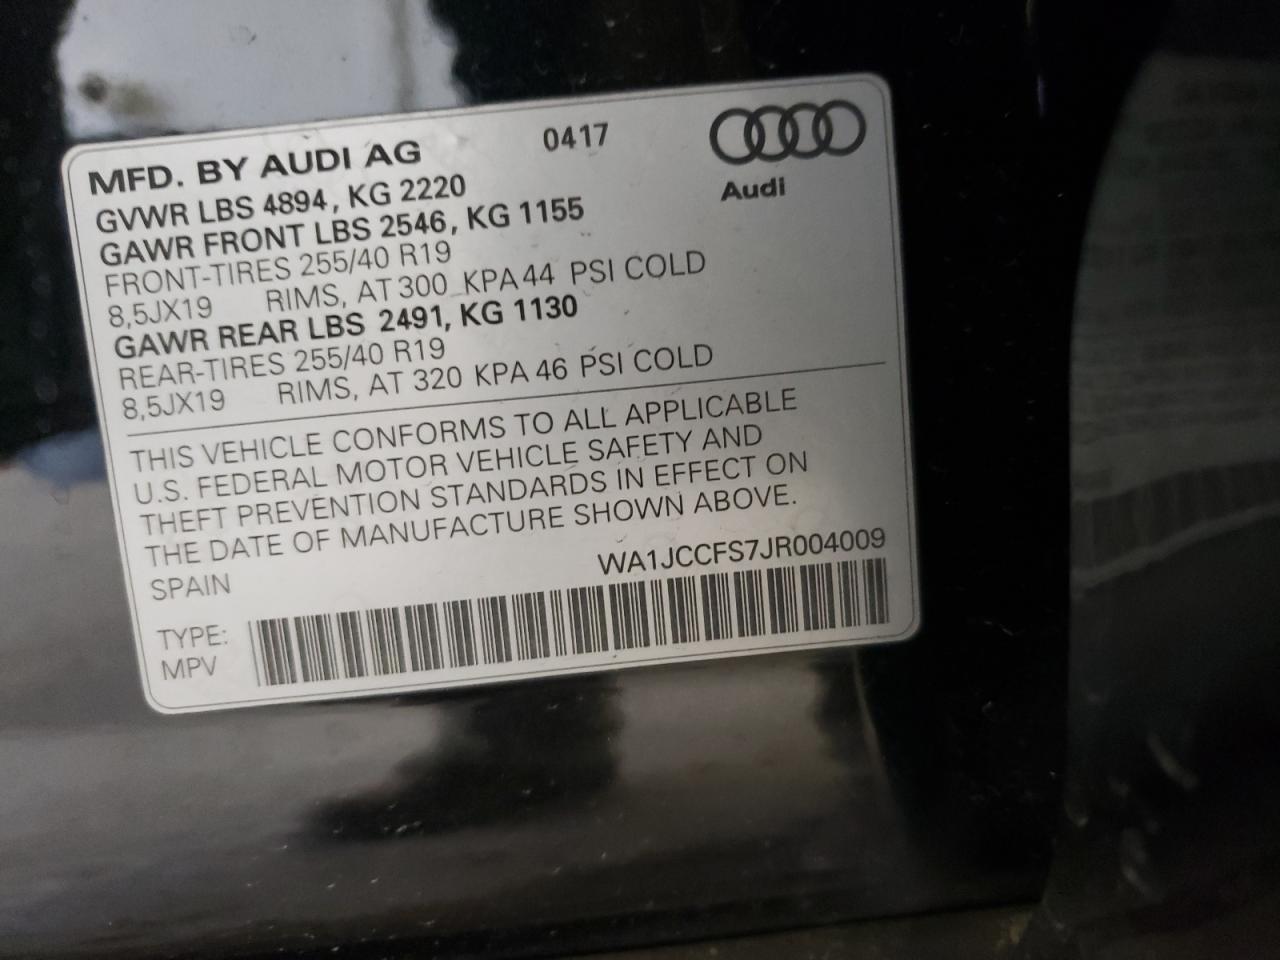 MFD. BY AUDI AG 0417
Audi
GVWR LBS 4894, KG 2220
GAWR FRONT LBS 2546, KG 1155
FRONT-TIRES 255/40 R19
8,5JX19 RIMS, AT 300 KPA 44 PSI COLD
GAWR REAR LBS 2491, KG 1130
REAR-TIRES 255/40 R19
8,5JX19 RIMS, AT 320 KPA 46 PSI COLD
THIS VEHICLE CONFORMS TO ALL APPLICABLE
U.S. FEDERAL MOTOR VEHICLE SAFETY AND
THEFT PREVENTION STANDARDS IN EFFECT ON
THE DATE OF MANUFACTURE SHOWN ABOVE.
SPAIN WA1JCCFS7JR004009
TYPE:
MPV